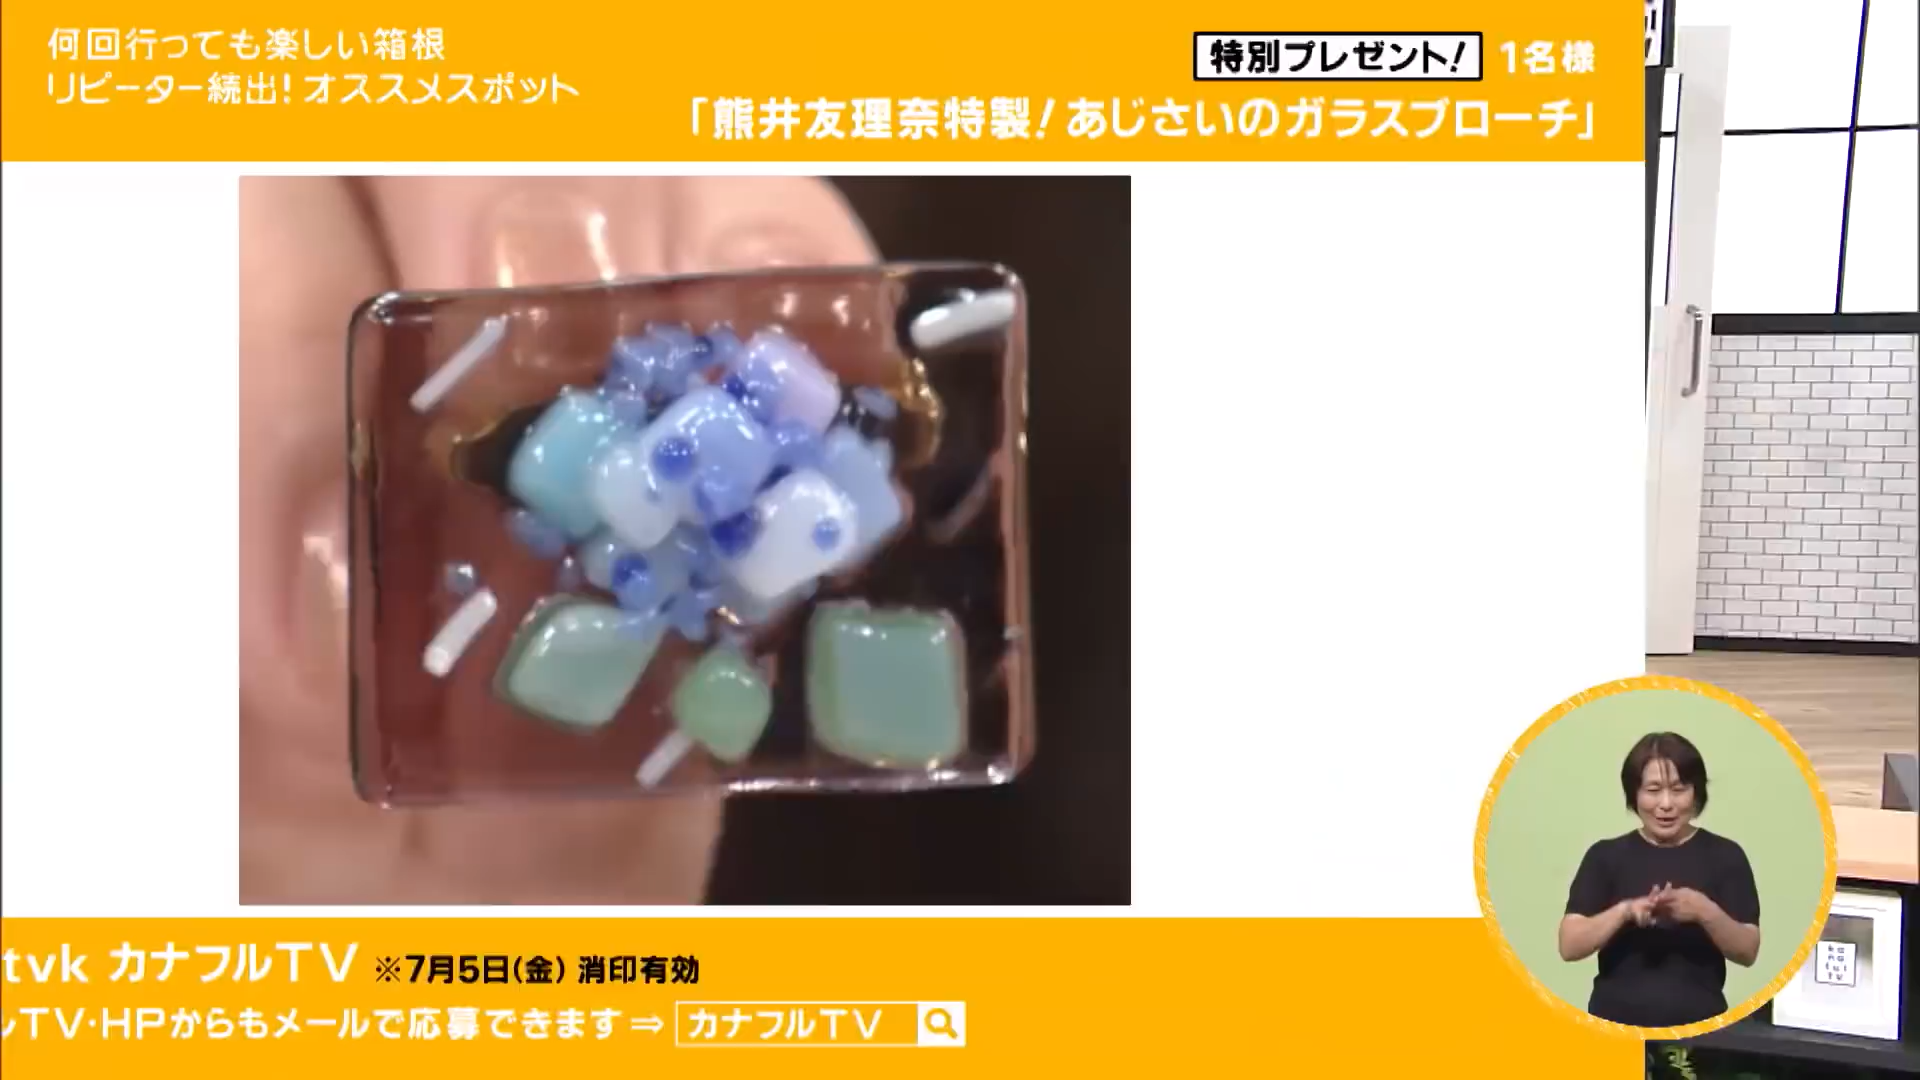 何回行っても楽しい箱根
リピーター続出！オススメスポット
特別プレゼント！ 1名様
「熊井友理奈特製！あじさいのガラスブローチ」
tvk カナフルTV ※7月5日(金) 消印有効
TV・HPからもメールで応募できます⇒ カナフルTV